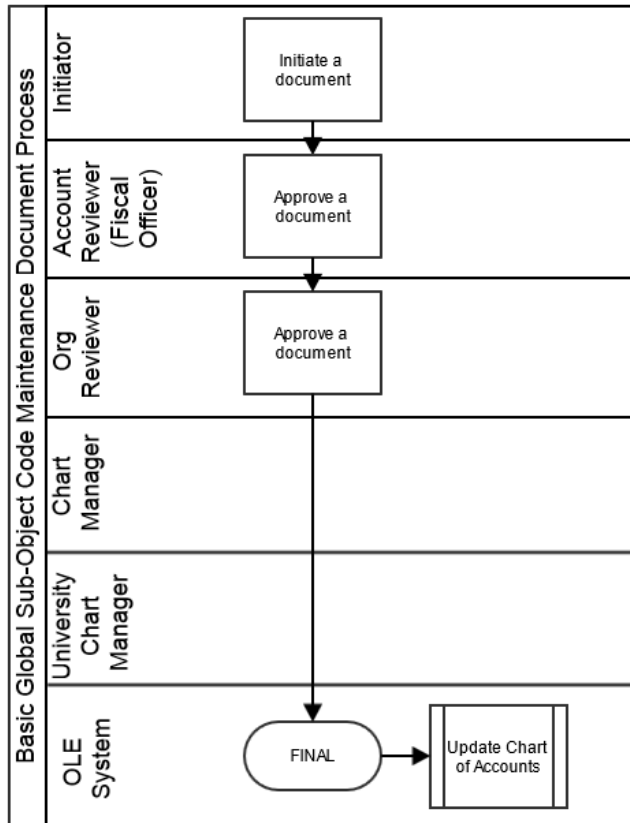 Basic Global Sub-Object Code Maintenance Document Process
Initiator
Initiate a
document
Account
Reviewer
(Fiscal
Officer)
Approve a
document
Org
Reviewer
Approve a
document
Chart
Manager
University
Chart
Manager
OLE
System
FINAL
Update Chart
of Accounts